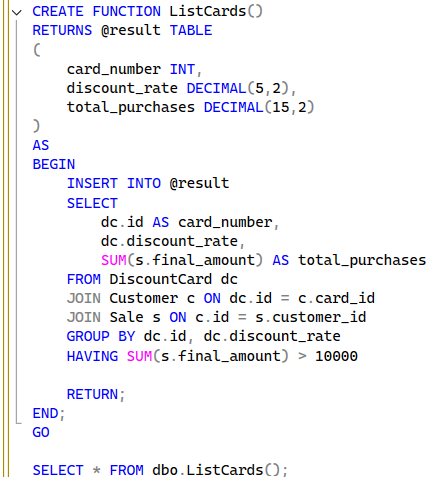 CREATE FUNCTION ListCards()
RETURNS @result TABLE
(
    card_number INT,
    discount_rate DECIMAL(5,2),
    total_purchases DECIMAL(15,2)
)
AS
BEGIN
    INSERT INTO @result
    SELECT
        dc.id AS card_number,
        dc.discount_rate,
        SUM(s.final_amount) AS total_purchases
    FROM DiscountCard dc
    JOIN Customer c ON dc.id = c.card_id
    JOIN Sale s ON c.id = s.customer_id
    GROUP BY dc.id, dc.discount_rate
    HAVING SUM(s.final_amount) > 10000

    RETURN;
END;
GO

SELECT * FROM dbo.ListCards();